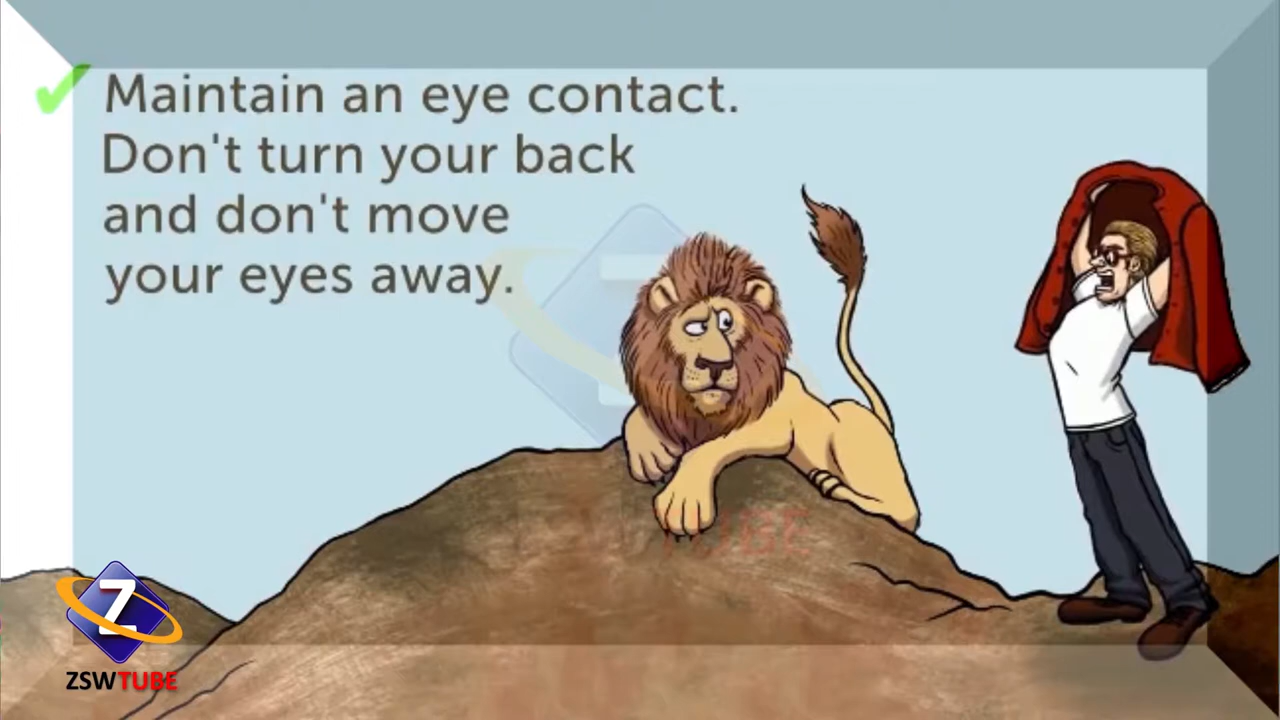 Maintain an eye contact.
Don't turn your back
and don't move
your eyes away.
Z
ZSWTUBE